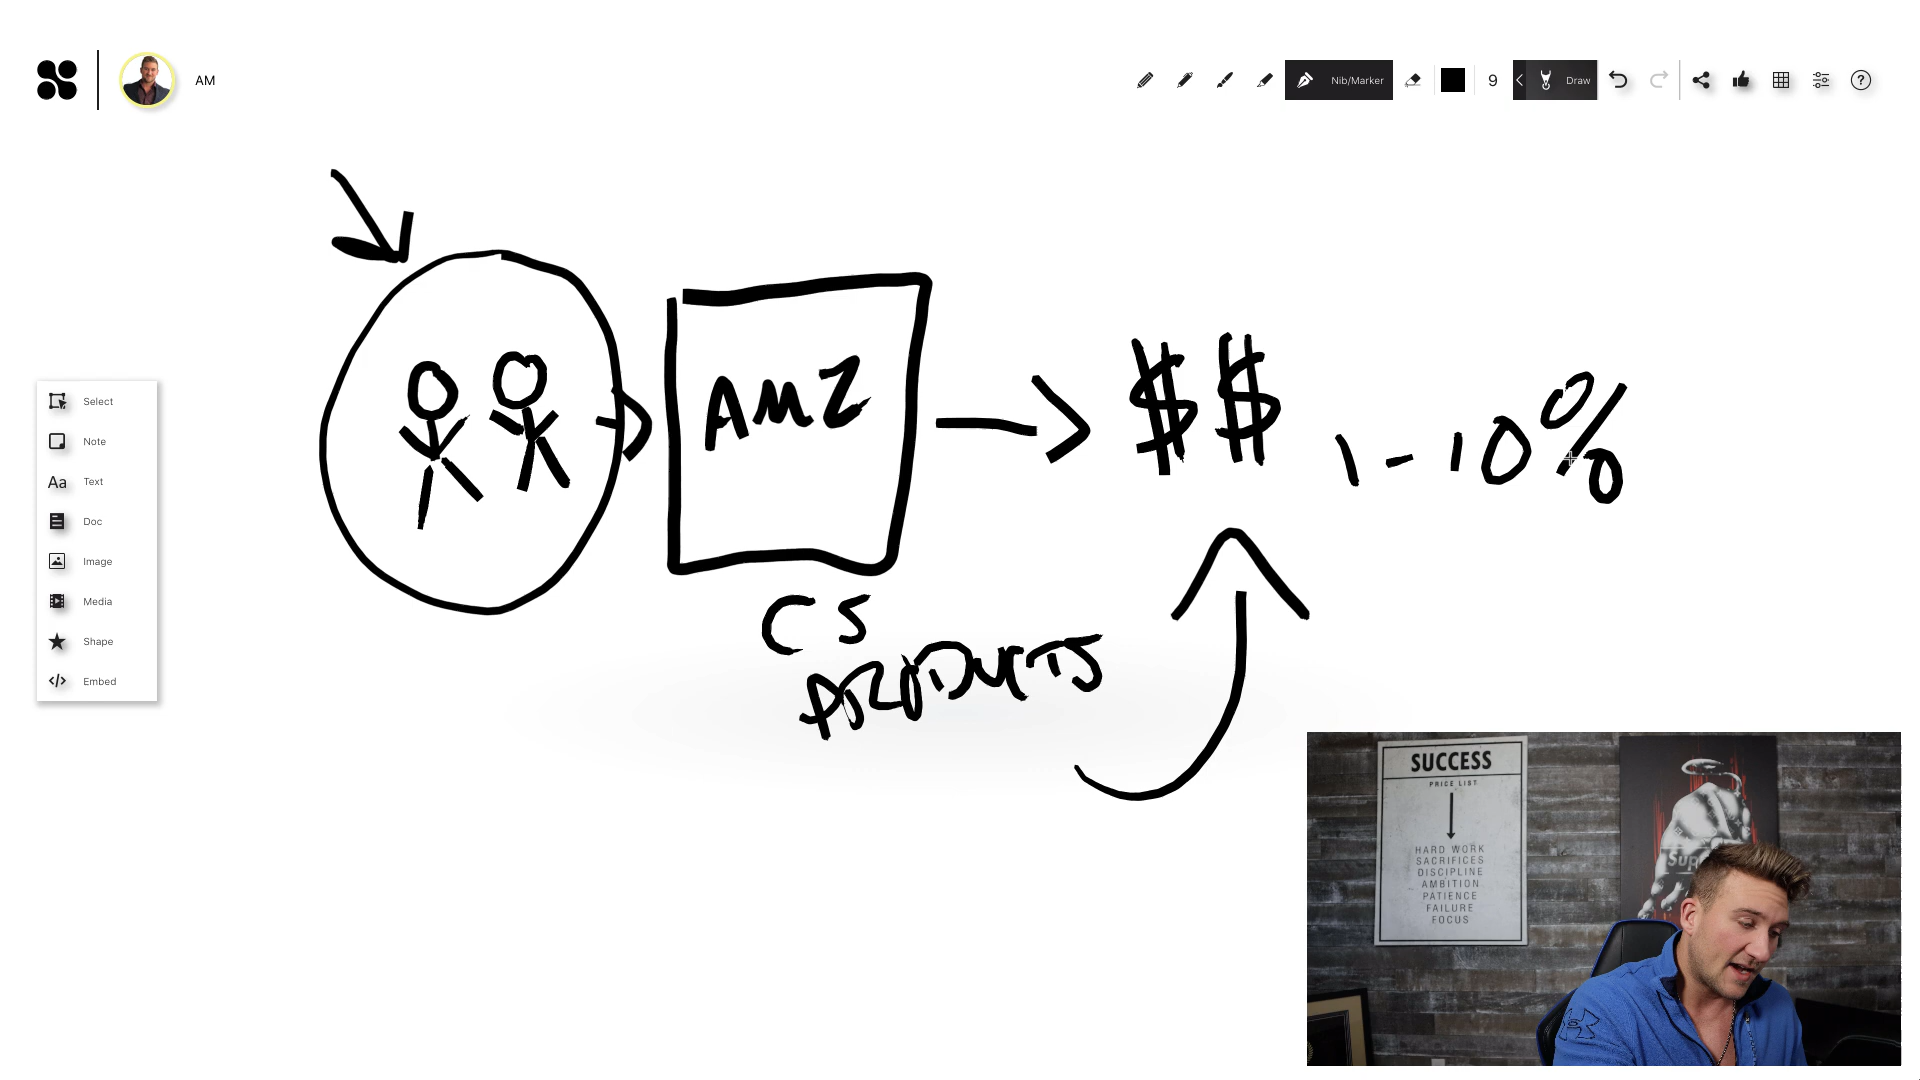 AM
Nib/Marker
9
Draw
Select
Note
Aa Text
Doc
Image
Media
Shape
Embed
AMZ
$$
1-10%
CS
PRODUCTS
SUCCESS
PRICE LIST
HARD WORK
SACRIFICES
DISCIPLINE
AMBITION
PATIENCE
FAILURE
FOCUS